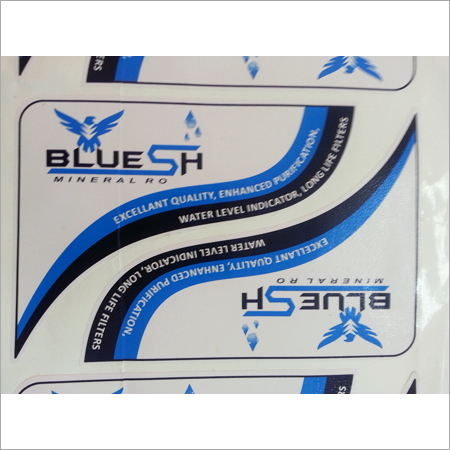 FILTERS
BLUESH
MINERAL RO
EXCELLANT QUALITY, ENHANCED PURIFICATION,
WATER LEVEL INDICATOR, LONG LIFE FILTERS
WATER LEVEL INDICATOR, LONG LIFE FILTERS
EXCELLANT QUALITY, ENHANCED PURIFICATION,
MINERAL RO
BLUESH